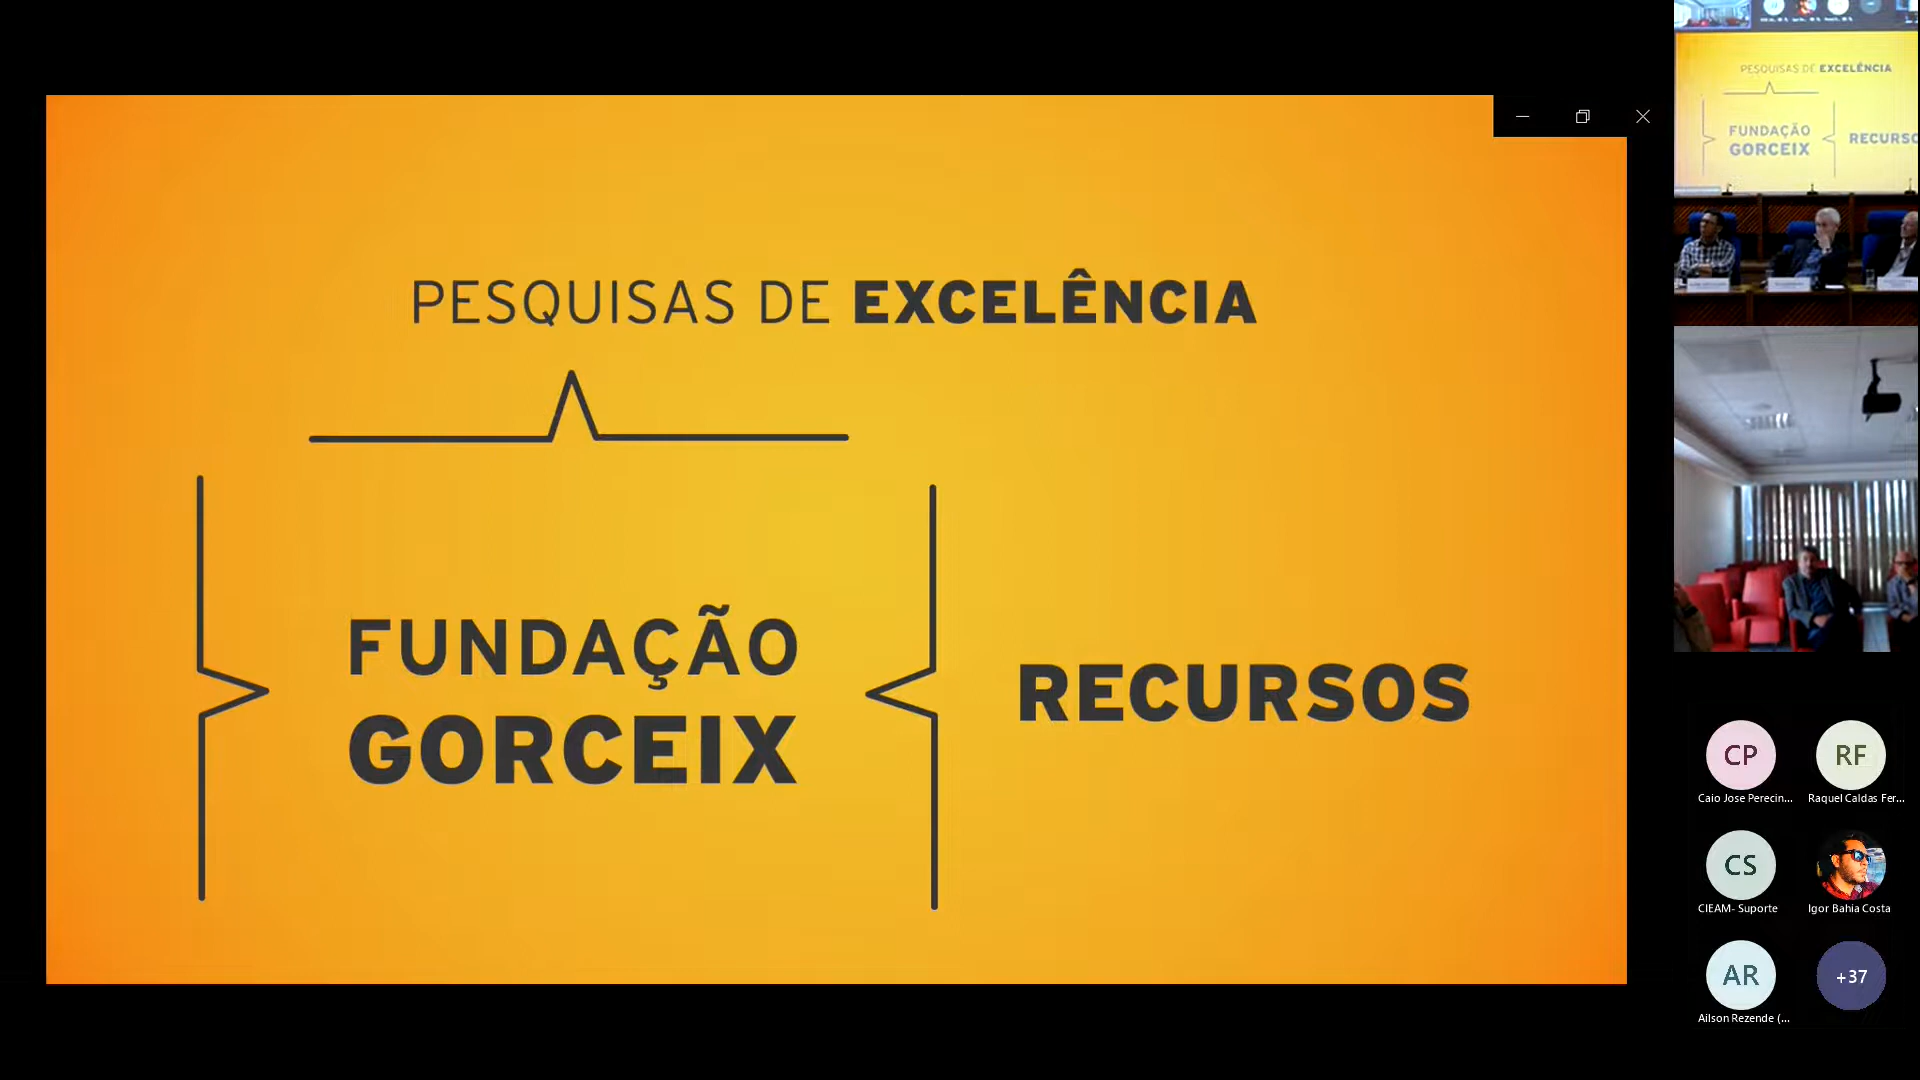 PESQUISAS DE EXCELÊNCIA
FUNDAÇÃO
GORCEIX
RECURSOS
PESQUISAS DE EXCELÊNCIA
FUNDAÇÃO
GORCEIX
RECURSO
CP
Caio Jose Perecin...
RF
Raquel Caldas Fer...
CS
CIEAM- Suporte
Igor Bahia Costa
AR
Ailson Rezende (...
+37